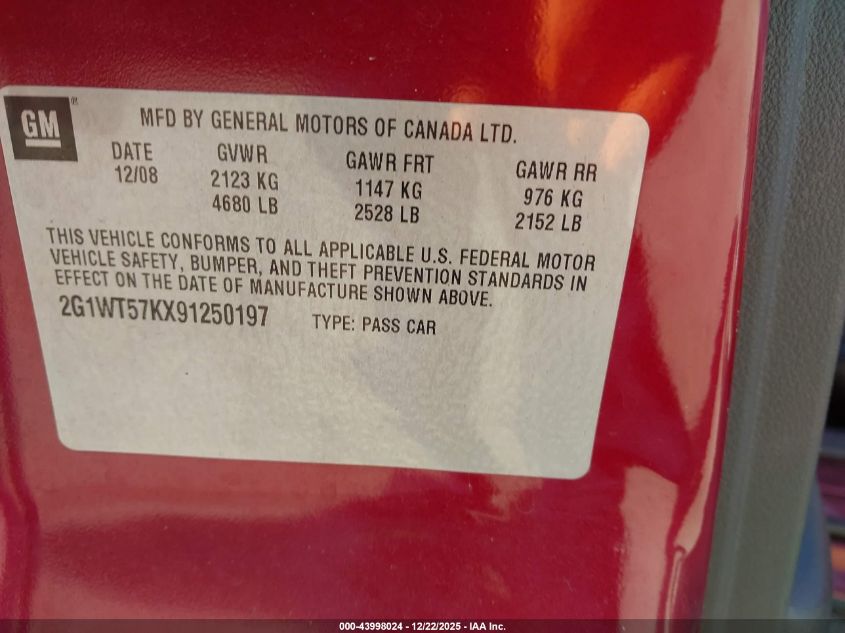 GM®
MFD BY GENERAL MOTORS OF CANADA LTD.
DATE GVWR GAWR FRT GAWR RR
12/08 2123 KG 1147 KG 976 KG
4680 LB 2528 LB 2152 LB
THIS VEHICLE CONFORMS TO ALL APPLICABLE U.S. FEDERAL MOTOR
VEHICLE SAFETY, BUMPER, AND THEFT PREVENTION STANDARDS IN
EFFECT ON THE DATE OF MANUFACTURE SHOWN ABOVE.
2G1WT57KX91250197 TYPE: PASS CAR
000-43998024 - 12/22/2025 - IAA Inc.